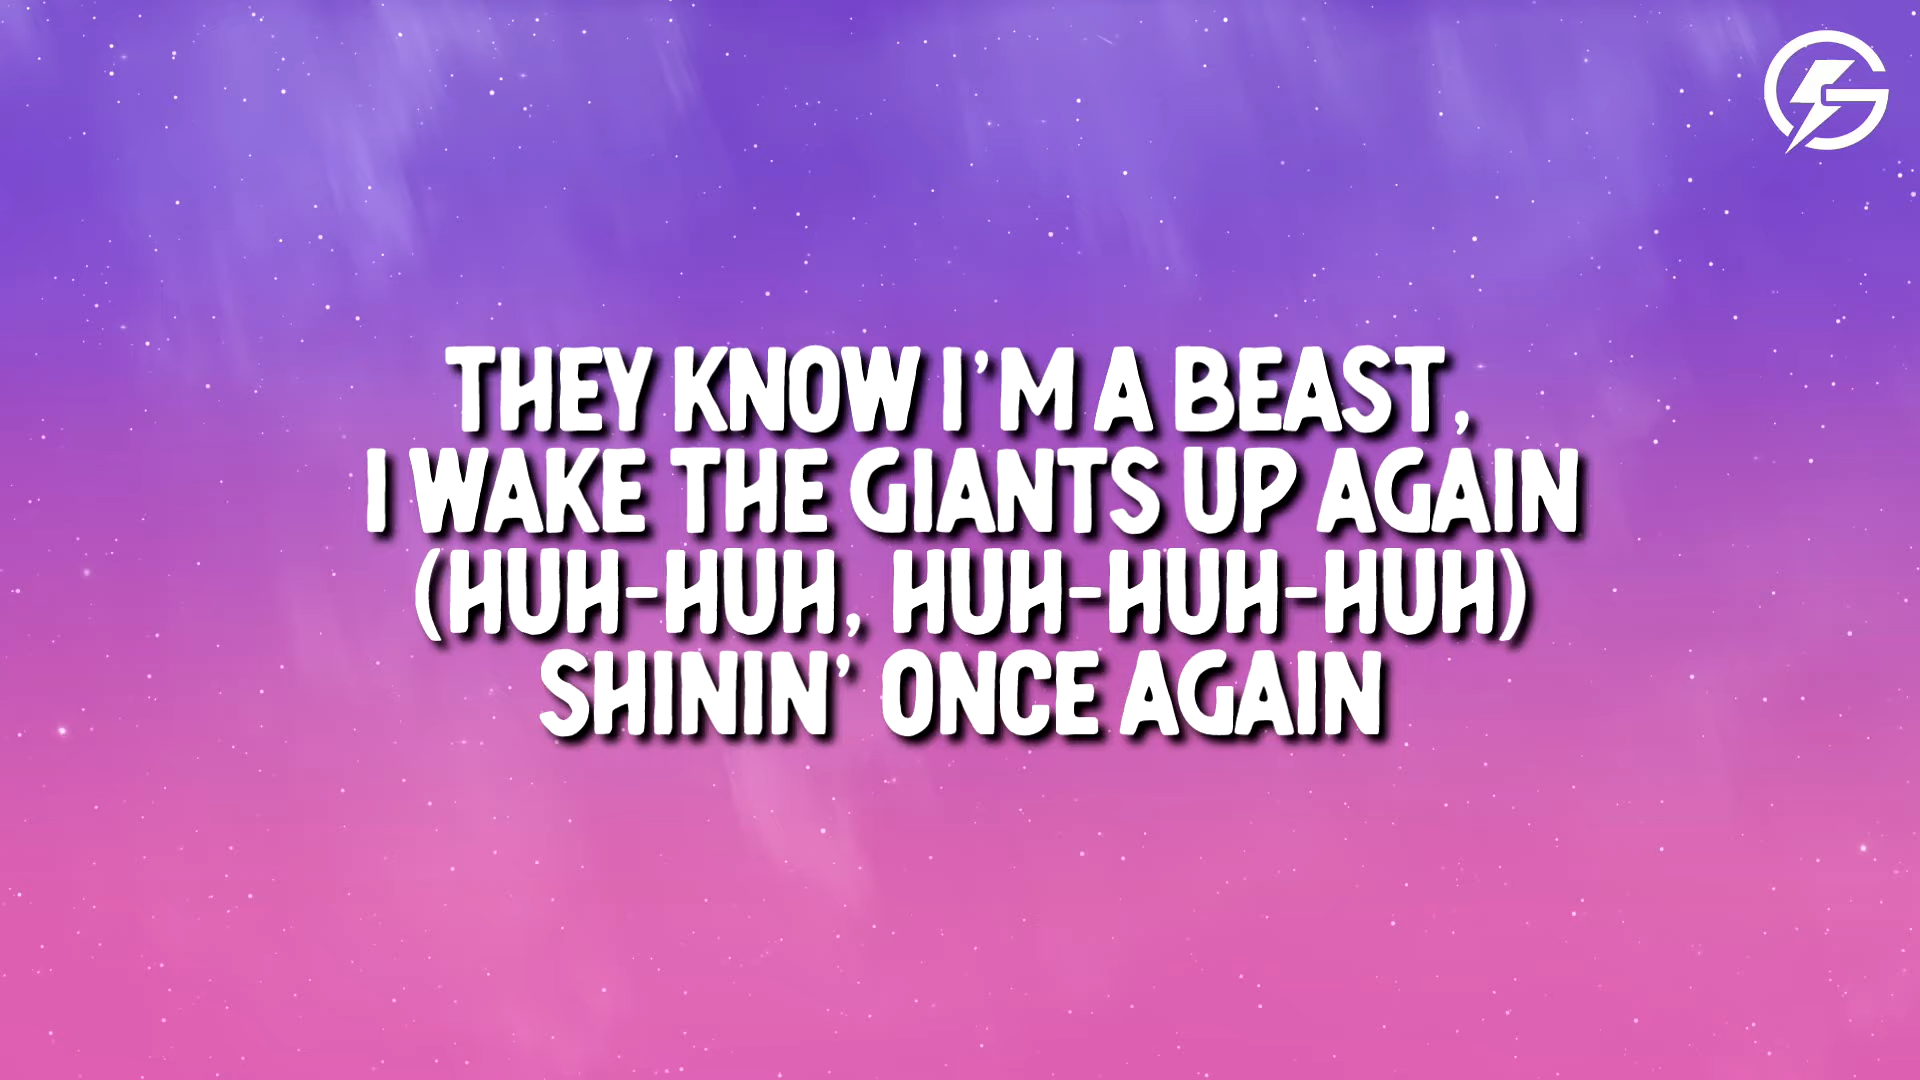 THEY KNOW I'M A BEAST,
I WAKE THE GIANTS UP AGAIN
(HUH-HUH, HUH-HUH-HUH)
SHININ' ONCE AGAIN